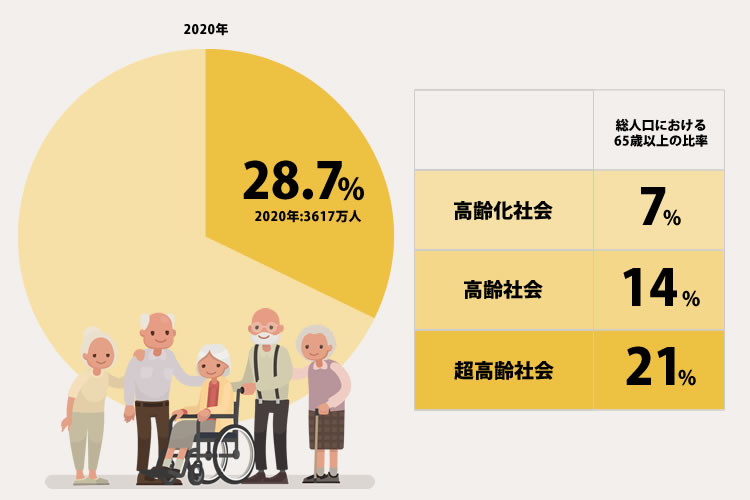 2020年
28.7%
2020年:3617万人
総人口における
65歳以上の比率
高齢化社会 7%
高齢社会 14%
超高齢社会 21%